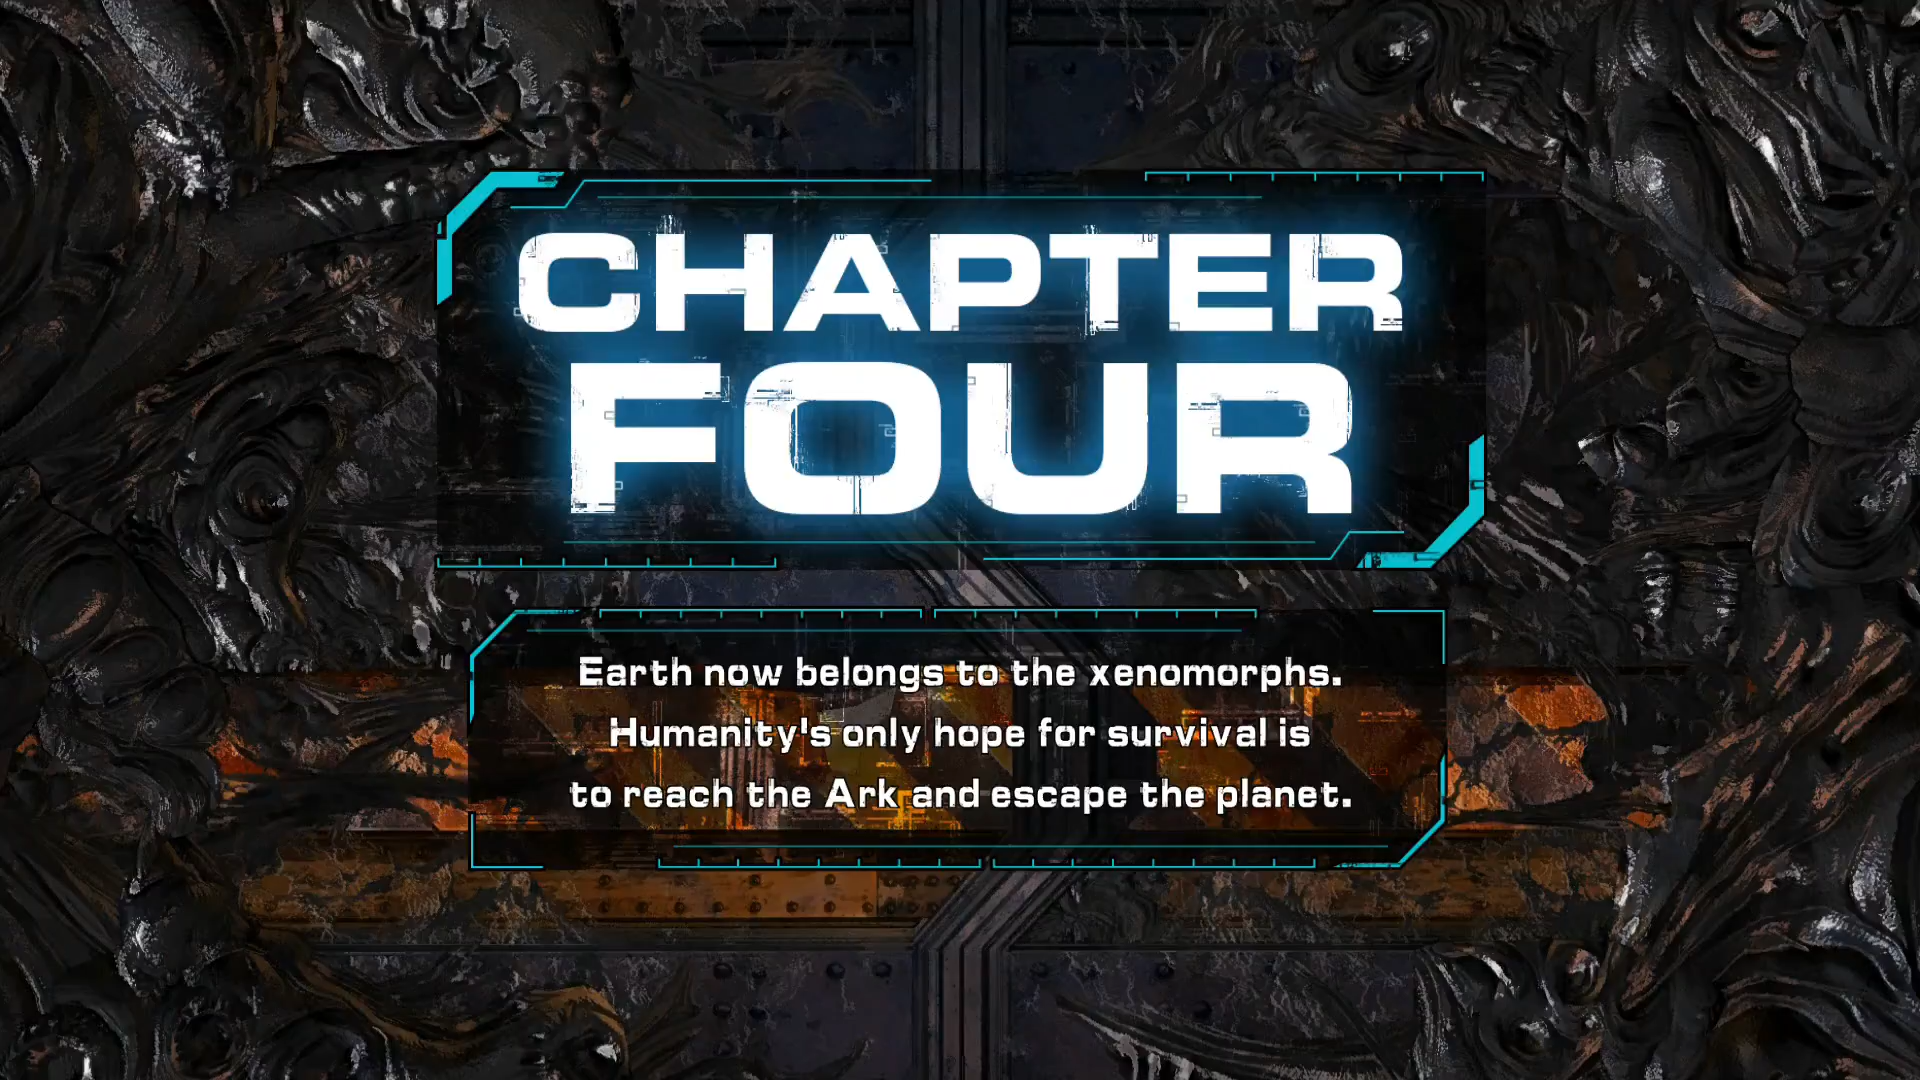 CHAPTER
FOUR
Earth now belongs to the xenomorphs.
Humanity's only hope for survival is
to reach the Ark and escape the planet.